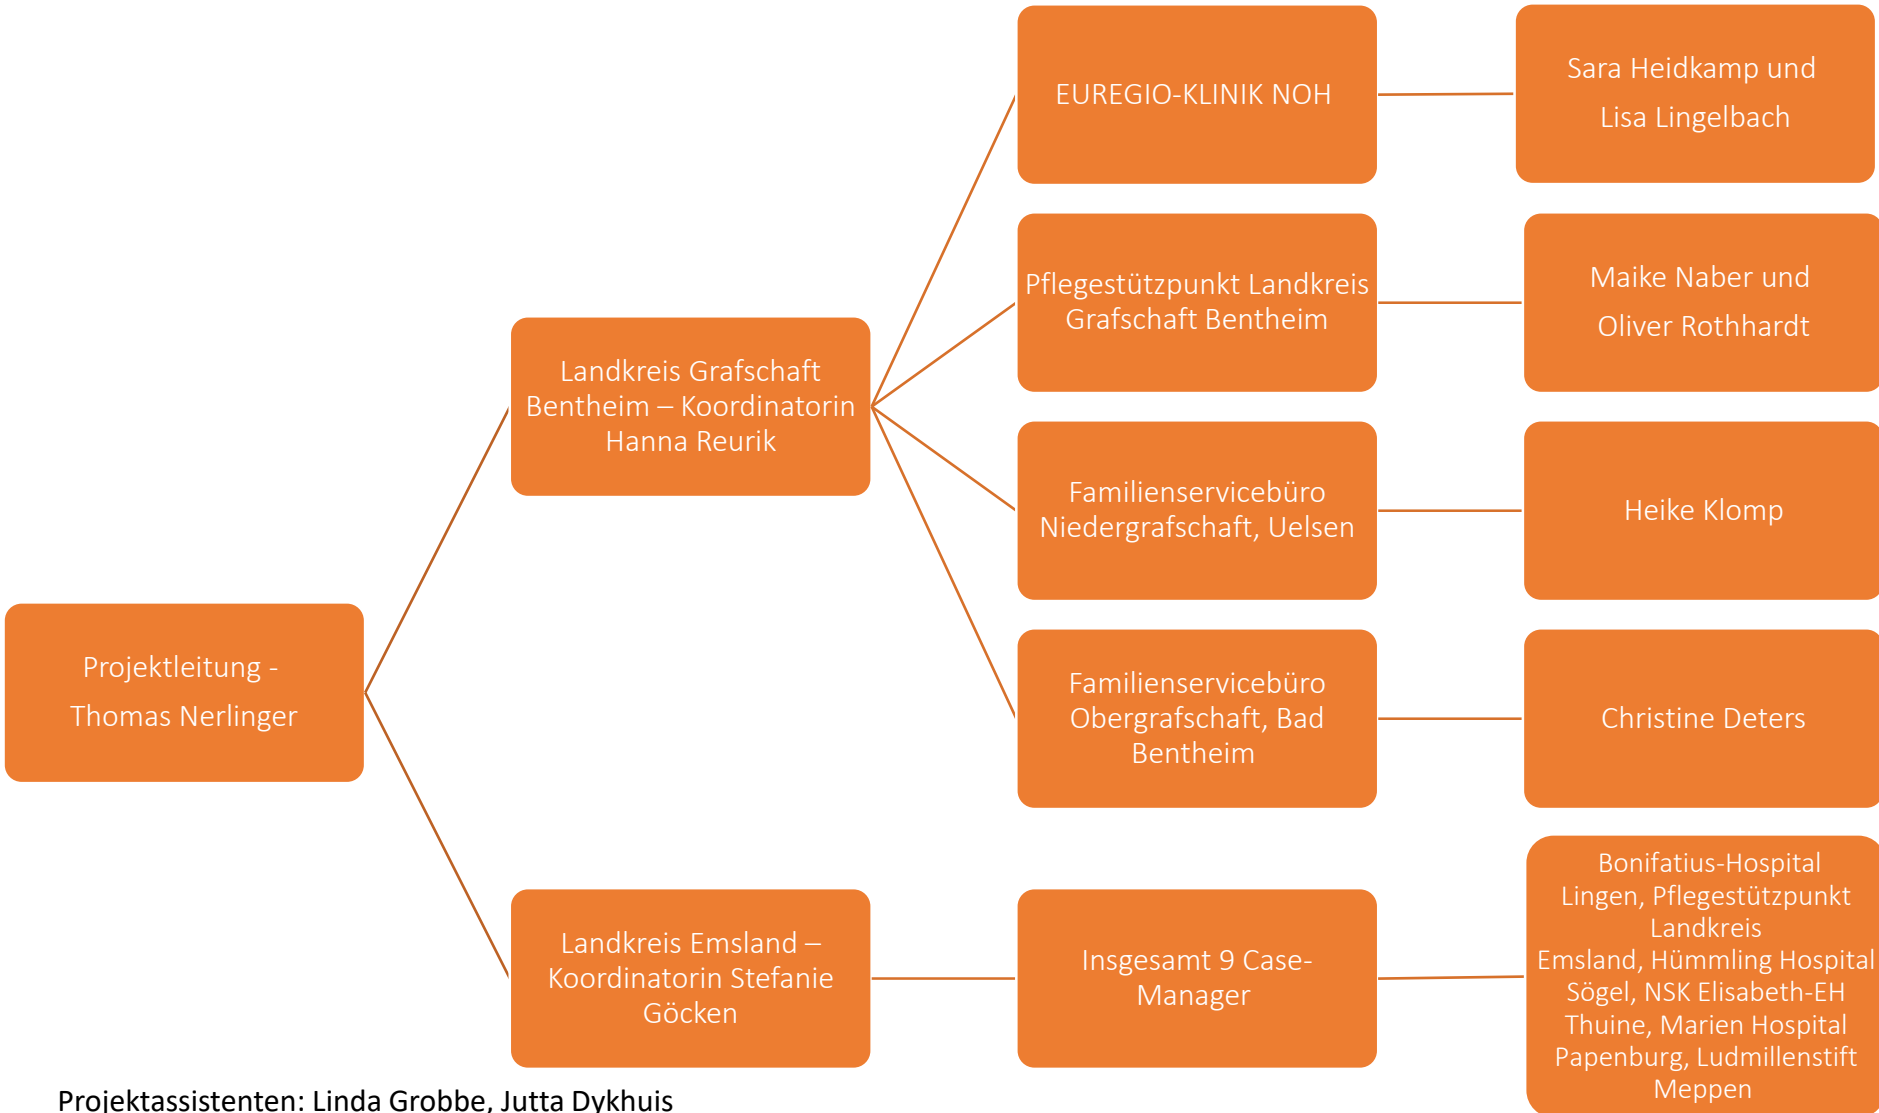 EUREGIO-KLINIK NOH
Sara Heidkamp und
Lisa Lingelbach
Pflegestützpunkt Landkreis
Grafschaft Bentheim
Maike Naber und
Oliver Rothhardt
Landkreis Grafschaft
Bentheim – Koordinatorin
Hanna Reurik
Familienservicebüro
Niedergrafschaft, Uelsen
Heike Klomp
Projektleitung -
Thomas Nerlinger
Familienservicebüro
Obergrafschaft, Bad
Bentheim
Christine Deters
Landkreis Emsland –
Koordinatorin Stefanie
Göcken
Insgesamt 9 Case-
Manager
Bonifatius-Hospital
Lingen, Pflegestützpunkt
Landkreis
Emsland, Hümmling Hospital
Sögel, NSK Elisabeth-EH
Thuine, Marien Hospital
Papenburg, Ludmillenstift
Meppen
Projektassistenten: Linda Grobbe, Jutta Dykhuis